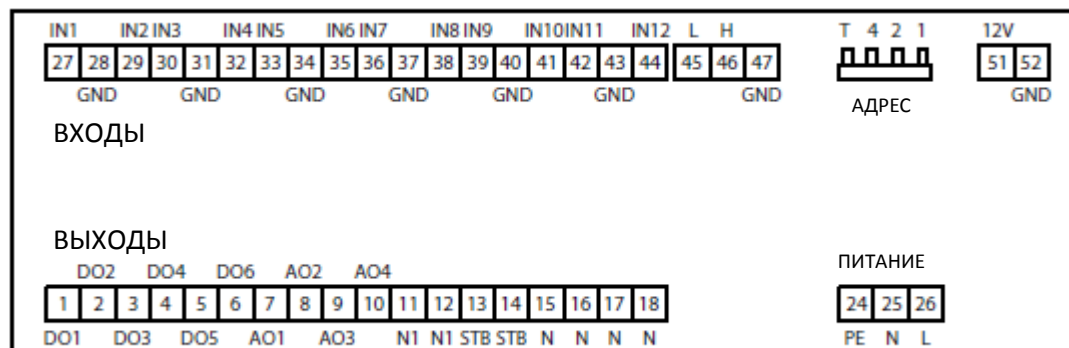 IN1 IN2 IN3 IN4 IN5 IN6 IN7 IN8 IN9 IN10 IN11 IN12 L H T 4 2 1 12V
27 28 29 30 31 32 33 34 35 36 37 38 39 40 41 42 43 44 45 46 47 51 52
GND GND GND GND GND GND GND GND
АДРЕС
ВХОДЫ
ВЫХОДЫ
DO2 DO4 DO6 AO2 AO4 ПИТАНИЕ
1 2 3 4 5 6 7 8 9 10 11 12 13 14 15 16 17 18 24 25 26
DO1 DO3 DO5 AO1 AO3 N1 N1 STB STB N N N N PE N L